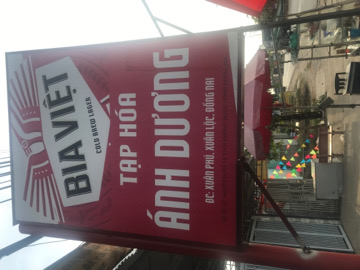 BIA VIỆT
COLD BREW LAGER
TẠP HÓA
ÁNH DƯƠNG
ĐC: XUÂN PHÚ, XUÂN LỘC, ĐỒNG NAI